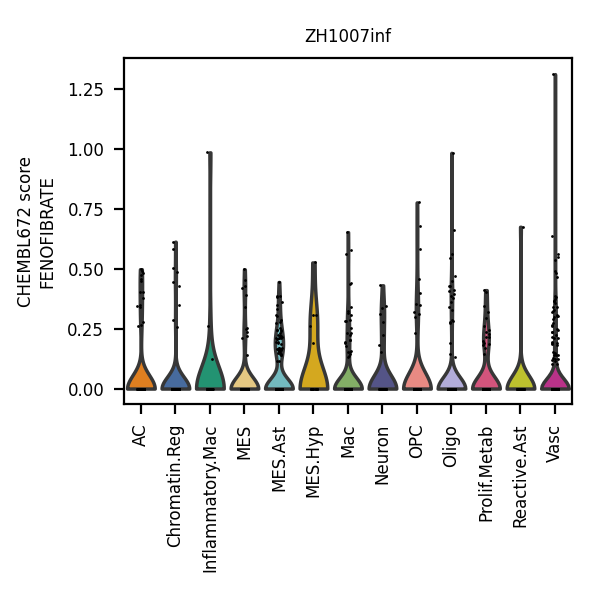 ZH1007inf
CHEMBL672 score
FENOFIBRATE
1.25
1.00
0.75
0.50
0.25
0.00
AC
Chromatin.Reg
Inflammatory.Mac
MES
MES.Ast
MES.Hyp
Mac
Neuron
OPC
Oligo
Prolif.Metab
Reactive.Ast
Vasc